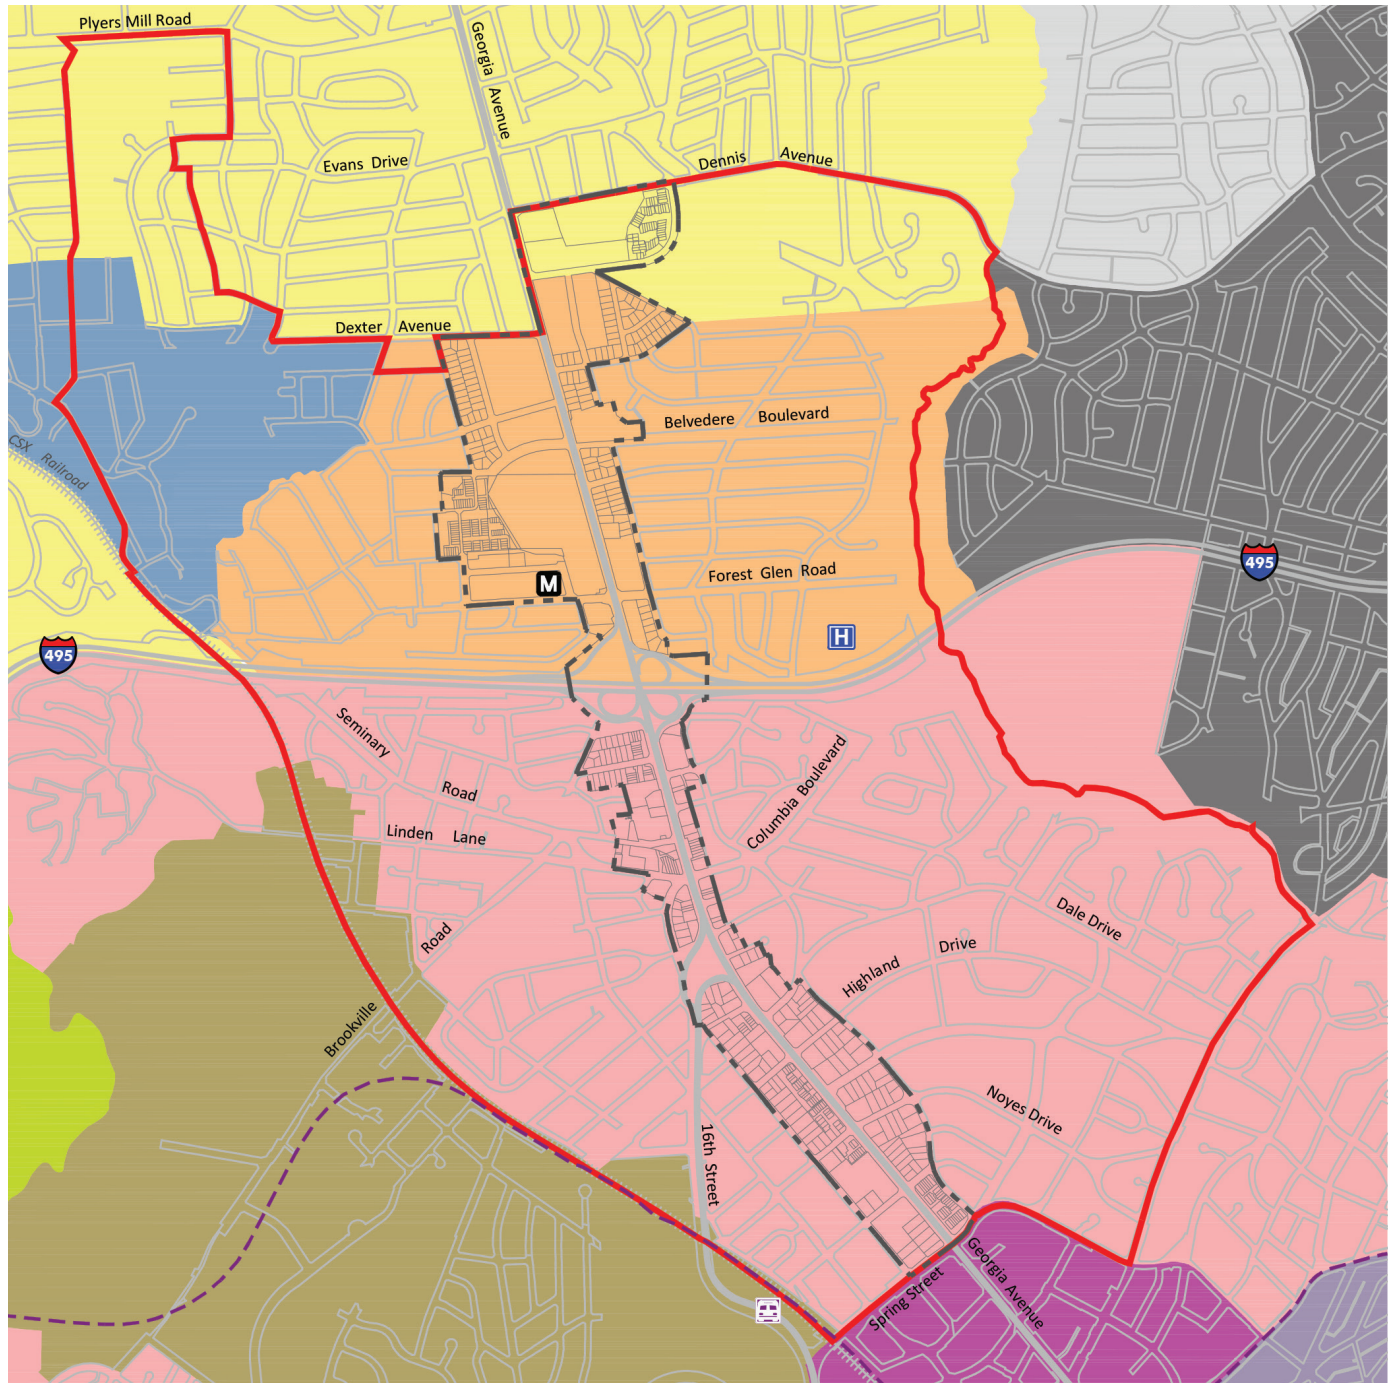 Plyers Mill Road
Georgia Avenue
Evans Drive
Dennis Avenue
Dexter Avenue
Belvedere Boulevard
CSX Railroad
Forest Glen Road
M
H
495
495
Seminary Road
Columbia Boulevard
Linden Lane
Dale Drive
Highland Drive
Brookville Road
Noyes Drive
16th Street
Georgia Avenue
Spring Street